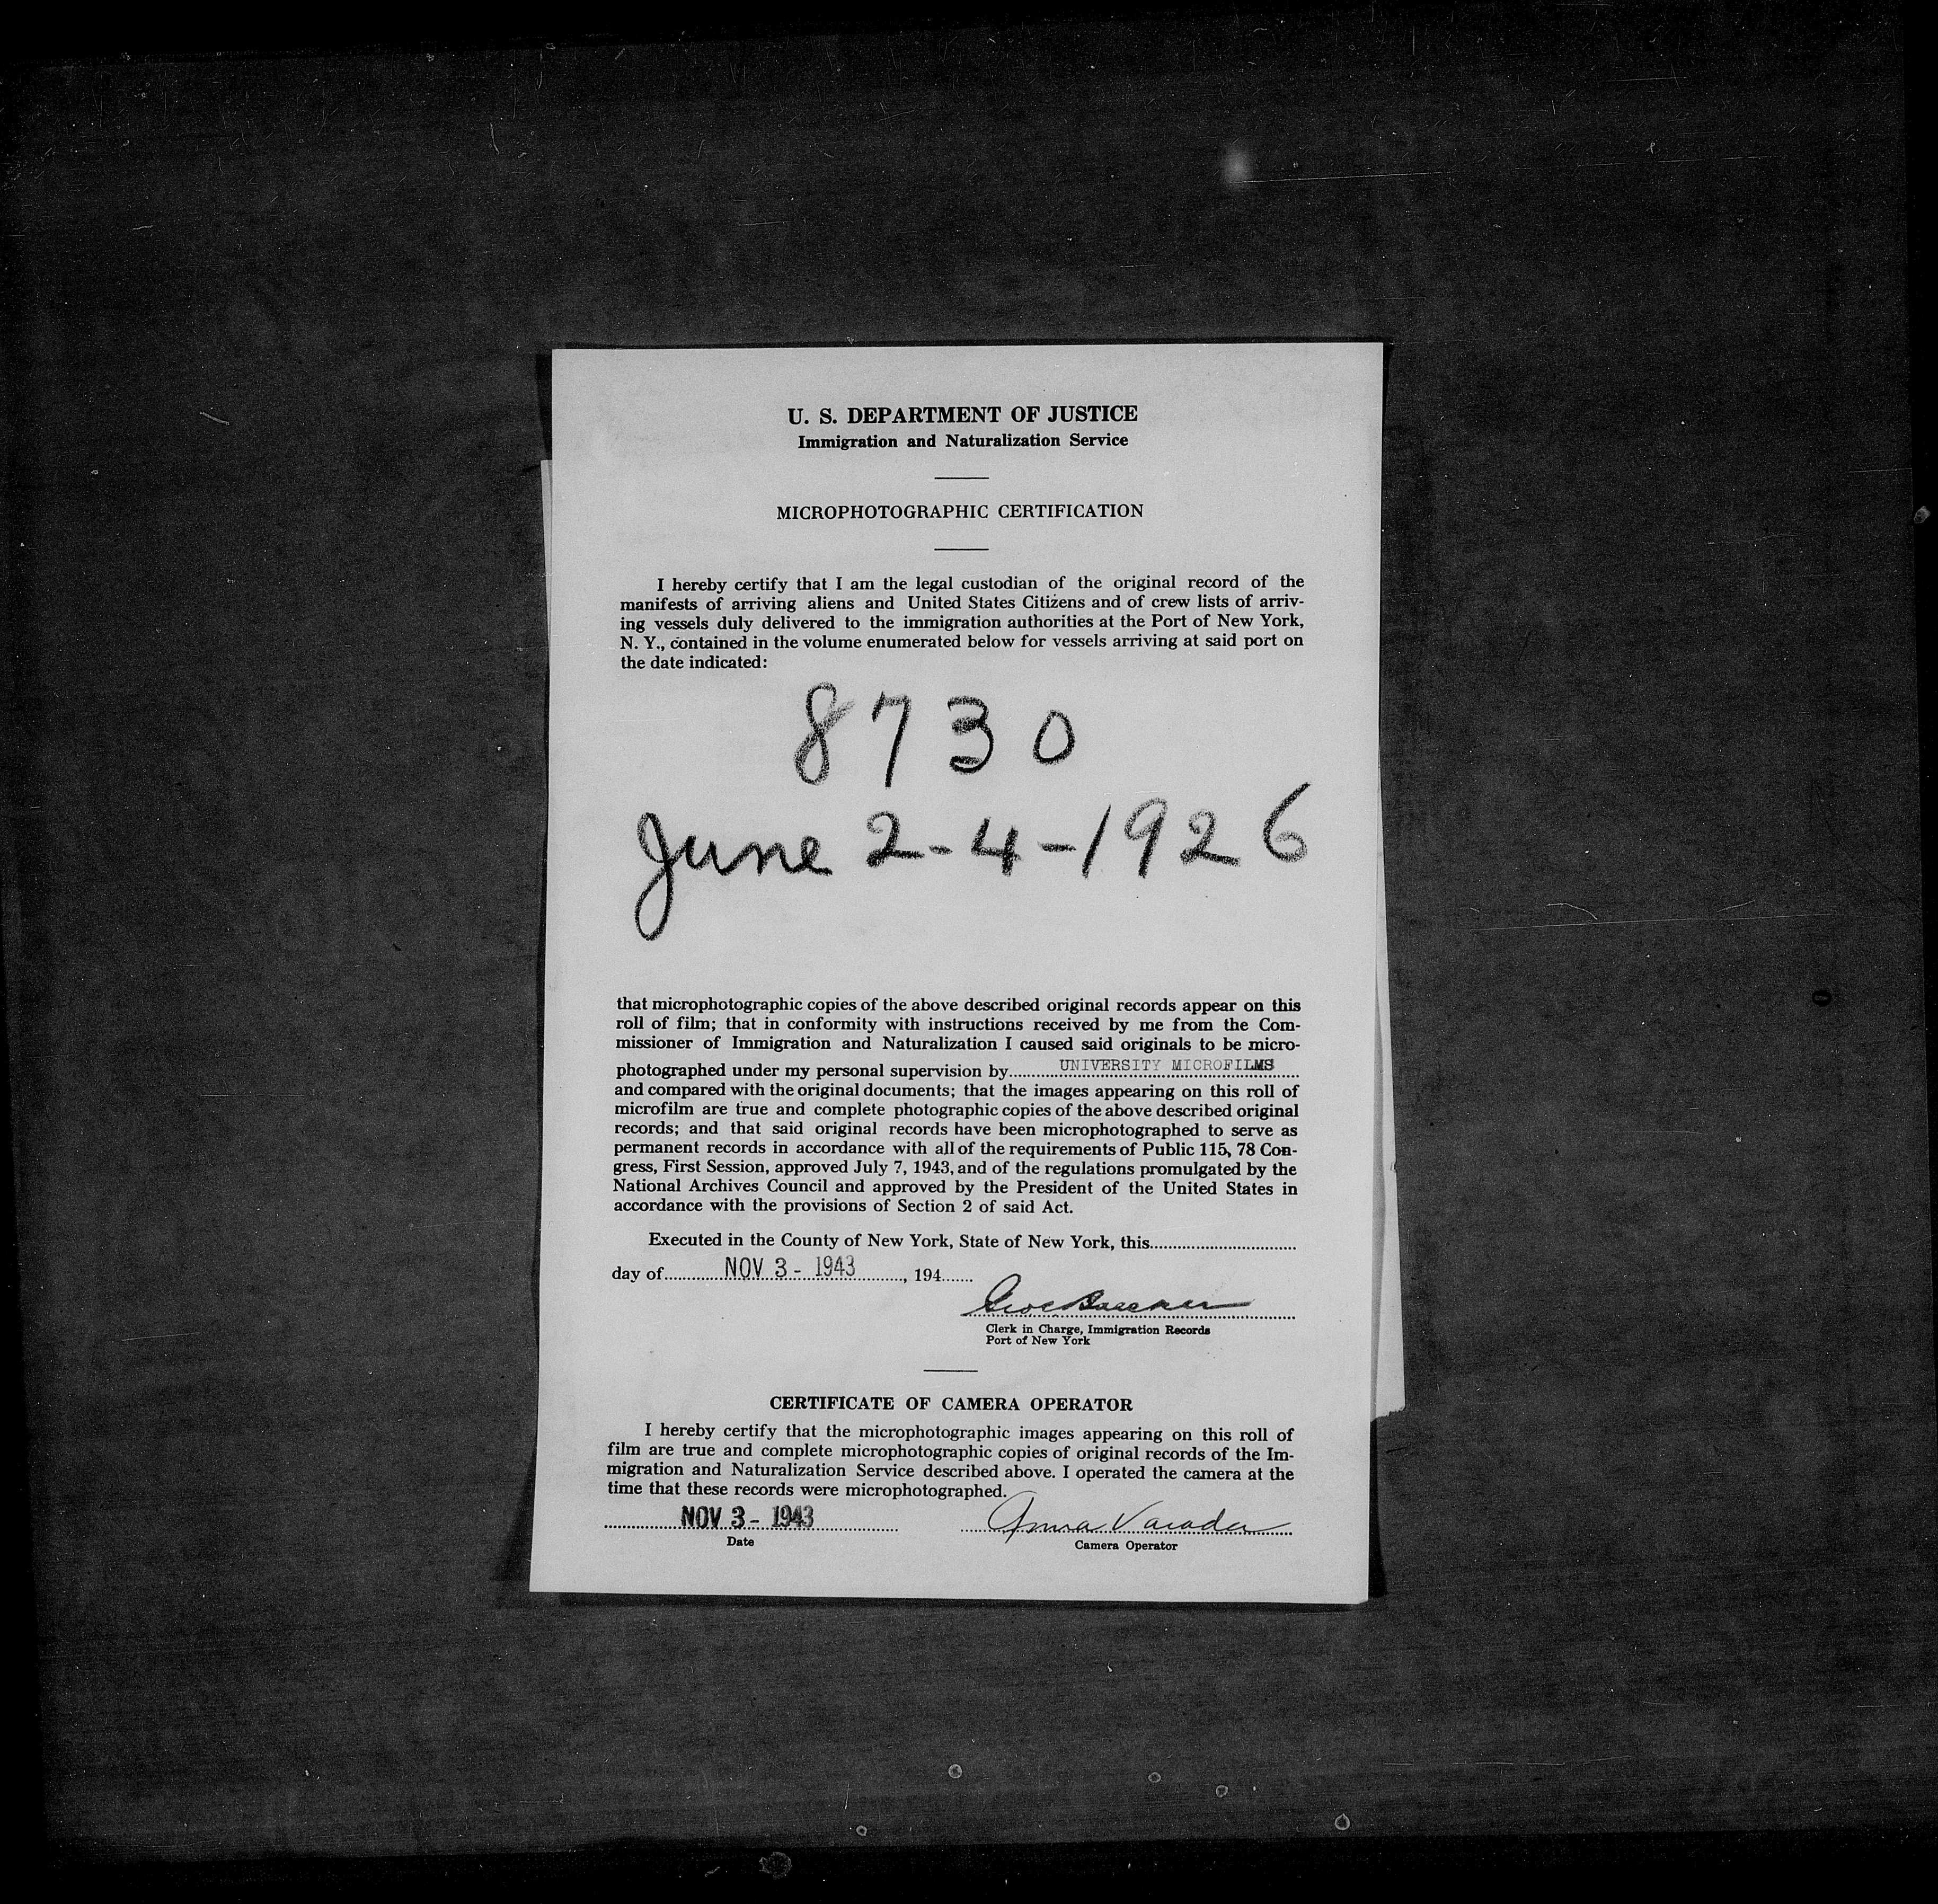 U. S. DEPARTMENT OF JUSTICE
Immigration and Naturalization Service
MICROPHOTOGRAPHIC CERTIFICATION
I hereby certify that I am the legal custodian of the original record of the
manifests of arriving aliens and United States Citizens and of crew lists of arriv-
ing vessels duly delivered to the immigration authorities at the Port of New York,
N. Y., contained in the volume enumerated below for vessels arriving at said port on
the date indicated:
8730
June 2-4-1926
that microphotographic copies of the above described original records appear on this
roll of film; that in conformity with instructions received by me from the Com-
missioner of Immigration and Naturalization I caused said originals to be micro-
photographed under my personal supervision by UNIVERSITY MICROFILMS
and compared with the original documents; that the images appearing on this roll of
microfilm are true and complete photographic copies of the above described original
records; and that said original records have been microphotographed to serve as
permanent records in accordance with all of the requirements of Public 115, 78 Con-
gress, First Session, approved July 7, 1943, and of the regulations promulgated by the
National Archives Council and approved by the President of the United States in
accordance with the provisions of Section 2 of said Act.
Executed in the County of New York, State of New York, this
day of NOV 3 - 1943, 194
Clerk in Charge, Immigration Records
Port of New York
CERTIFICATE OF CAMERA OPERATOR
I hereby certify that the microphotographic images appearing on this roll of
film are true and complete microphotographic copies of original records of the Im-
migration and Naturalization Service described above. I operated the camera at the
time that these records were microphotographed.
NOV 3 - 1943 Anna
Date Camera Operator